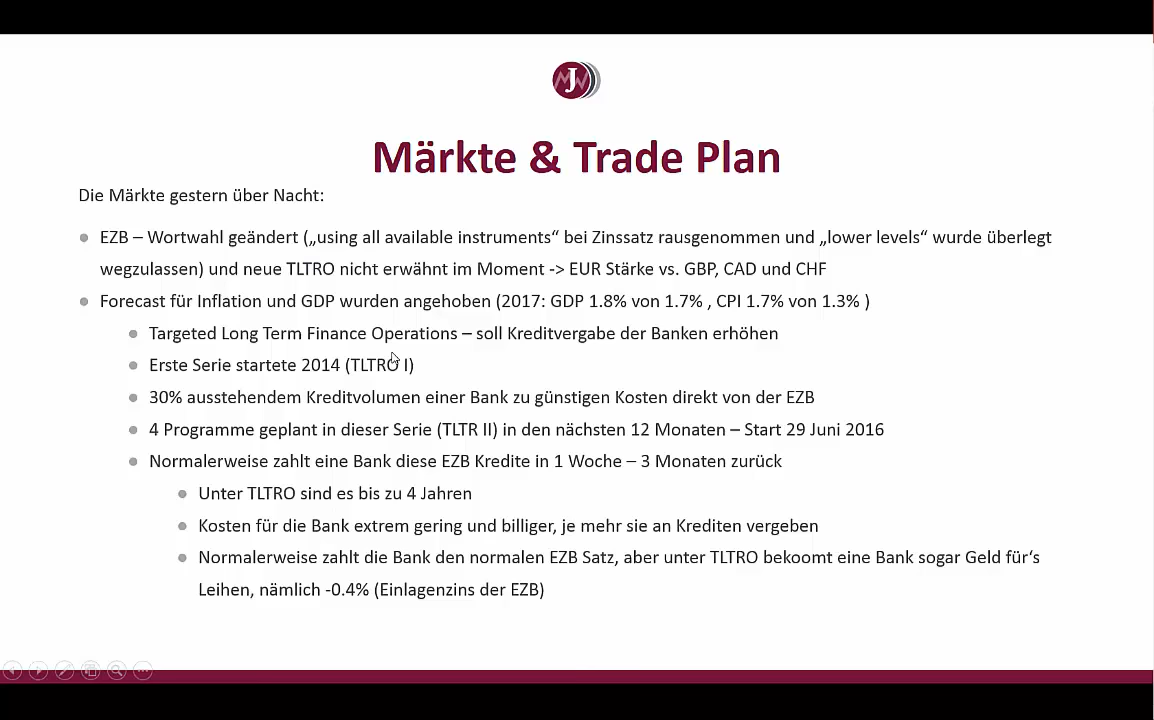 J
Märkte & Trade Plan
Die Märkte gestern über Nacht:
EZB – Wortwahl geändert („using all available instruments“ bei Zinssatz rausgenommen und „lower levels“ wurde überlegt
wegzulassen) und neue TLTRO nicht erwähnt im Moment -> EUR Stärke vs. GBP, CAD und CHF
Forecast für Inflation und GDP wurden angehoben (2017: GDP 1.8% von 1.7% , CPI 1.7% von 1.3% )
Targeted Long Term Finance Operations – soll Kreditvergabe der Banken erhöhen
Erste Serie startete 2014 (TLTRO I)
30% ausstehendem Kreditvolumen einer Bank zu günstigen Kosten direkt von der EZB
4 Programme geplant in dieser Serie (TLTR II) in den nächsten 12 Monaten – Start 29 Juni 2016
Normalerweise zahlt eine Bank diese EZB Kredite in 1 Woche – 3 Monaten zurück
Unter TLTRO sind es bis zu 4 Jahren
Kosten für die Bank extrem gering und billiger, je mehr sie an Krediten vergeben
Normalerweise zahlt die Bank den normalen EZB Satz, aber unter TLTRO bekoomt eine Bank sogar Geld für‘s
Leihen, nämlich -0.4% (Einlagenzins der EZB)